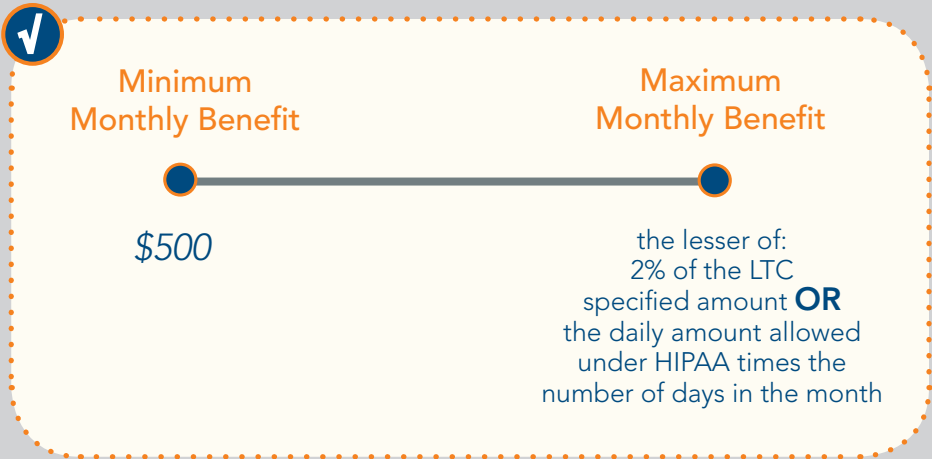 √
Minimum
Monthly Benefit
Maximum
Monthly Benefit
$500
the lesser of:
2% of the LTC
specified amount OR
the daily amount allowed
under HIPAA times the
number of days in the month